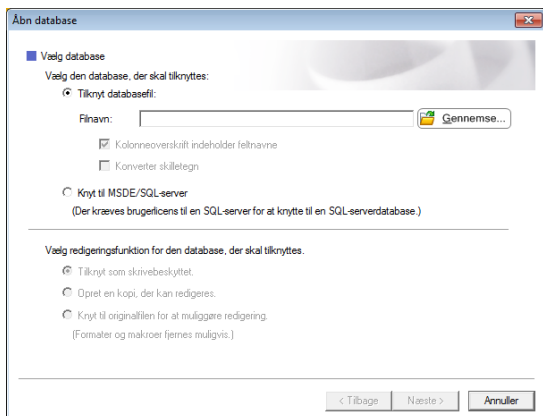 Åbn database
Vælg database
Vælg den database, der skal tilknyttes:
Tilknyt databasefil:
Filnavn:
Gennemse...
Kolonneoverskrift indeholder feltnavne
Konverter skilletegn
Knyt til MSDE/SQL-server
(Der kræves brugerlicens til en SQL-server for at knytte til en SQL-serverdatabase.)
Vælg redigeringsfunktion for den database, der skal tilknyttes.
Tilknyt som skrivebeskyttet.
Opret en kopi, der kan redigeres.
Knyt til originalfilen for at muliggøre redigering.
(Formater og makroer fjernes muligvis.)
< Tilbage
Næste >
Annuller